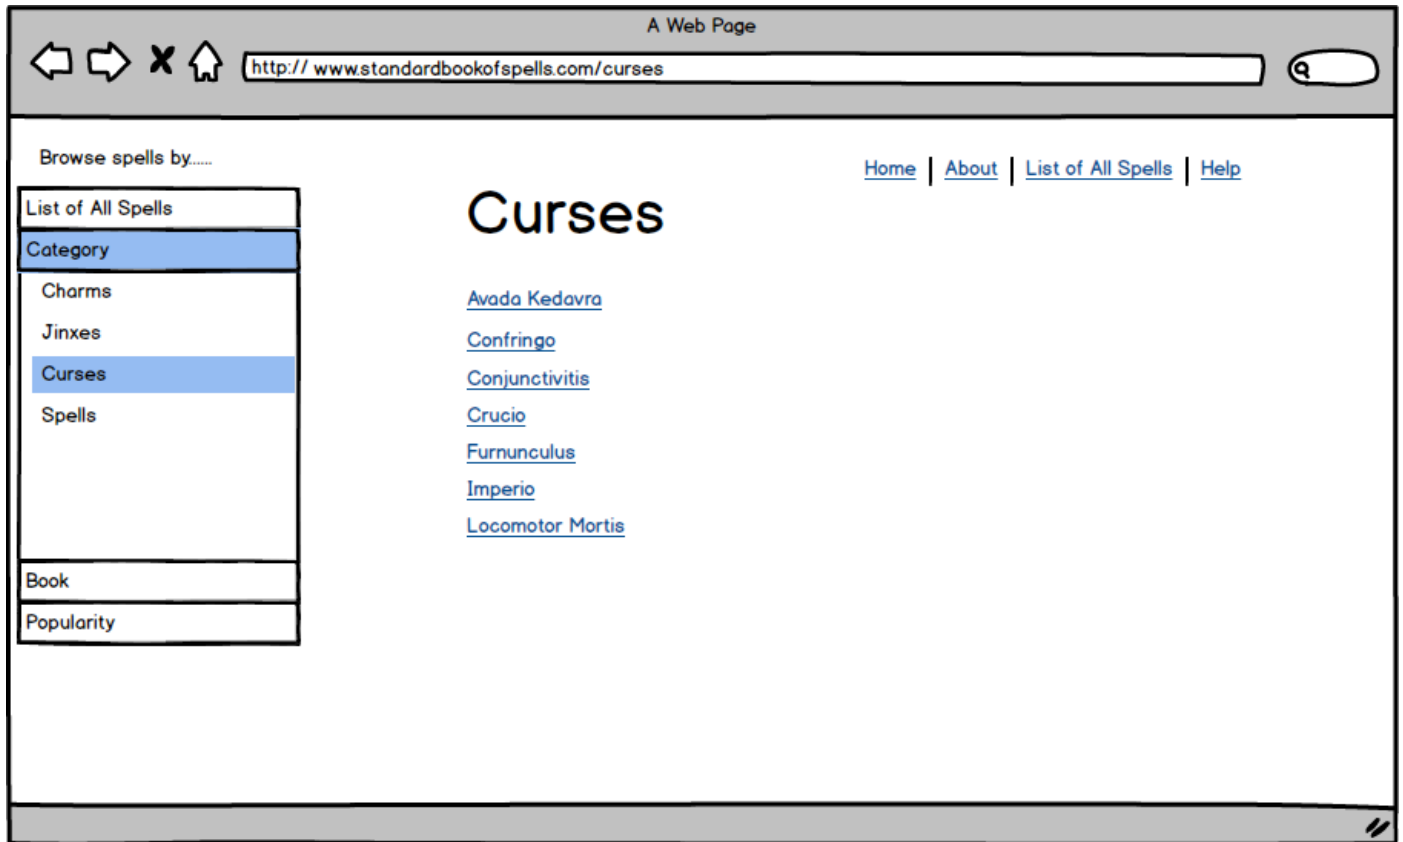 A Web Page
http:// www.standardbookofspells.com/curses
Browse spells by......
Home | About | List of All Spells | Help
List of All Spells
Category
Charms
Jinxes
Curses
Spells
Book
Popularity
Curses
Avada Kedavra
Confringo
Conjunctivitis
Crucio
Furnunculus
Imperio
Locomotor Mortis